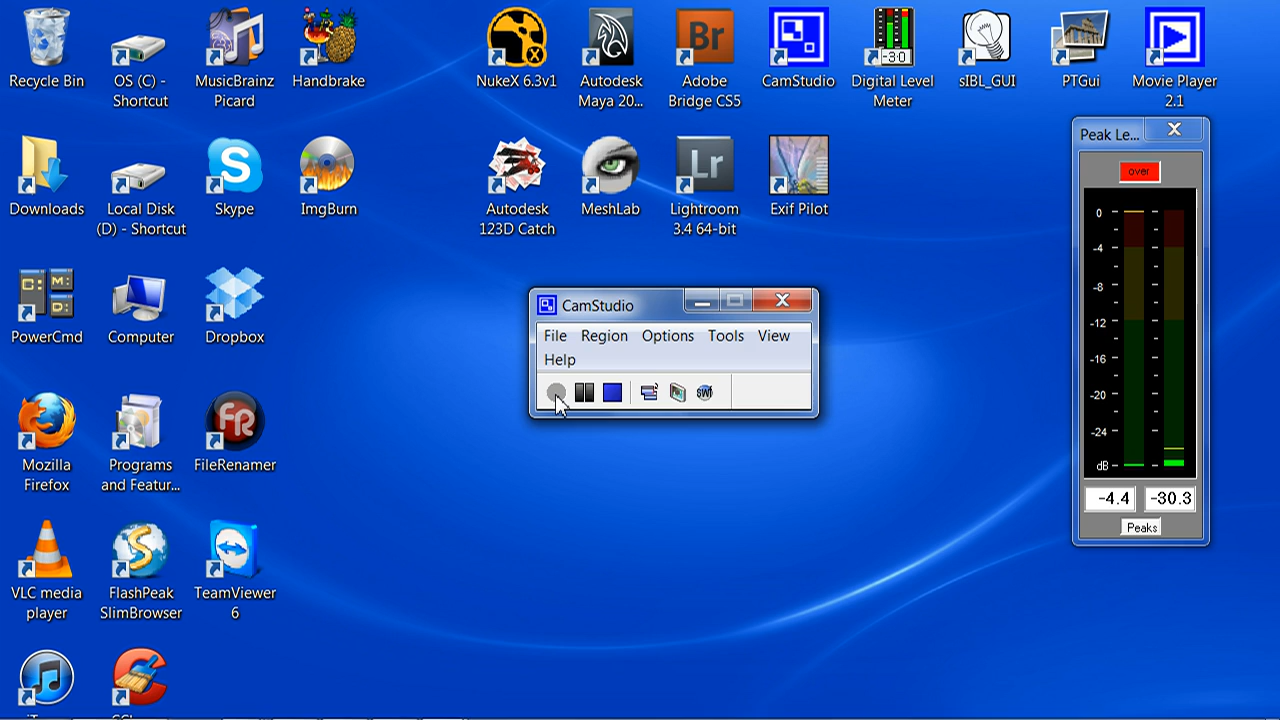 Recycle Bin
OS (C) -
Shortcut
MusicBrainz
Picard
Handbrake
NukeX 6.3v1
Autodesk
Maya 20...
Br
Adobe
Bridge CS5
CamStudio
-30
Digital Level
Meter
sIBL_GUI
PTGui
Movie Player
2.1
Downloads
Local Disk
(D) - Shortcut
S
Skype
ImgBurn
Autodesk
123D Catch
MeshLab
Lr
Lightroom
3.4 64-bit
Exif Pilot
C: M:
D:
PowerCmd
Computer
Dropbox
Mozilla
Firefox
Programs
and Featur...
FR
FileRenamer
VLC media
player
S
FlashPeak
SlimBrowser
TeamViewer
6
CamStudio
File Region Options Tools View
Help
SWf
Peak Le...
over
0
-4
-8
-12
-16
-20
-24
dB
-4.4 -30.3
Peaks